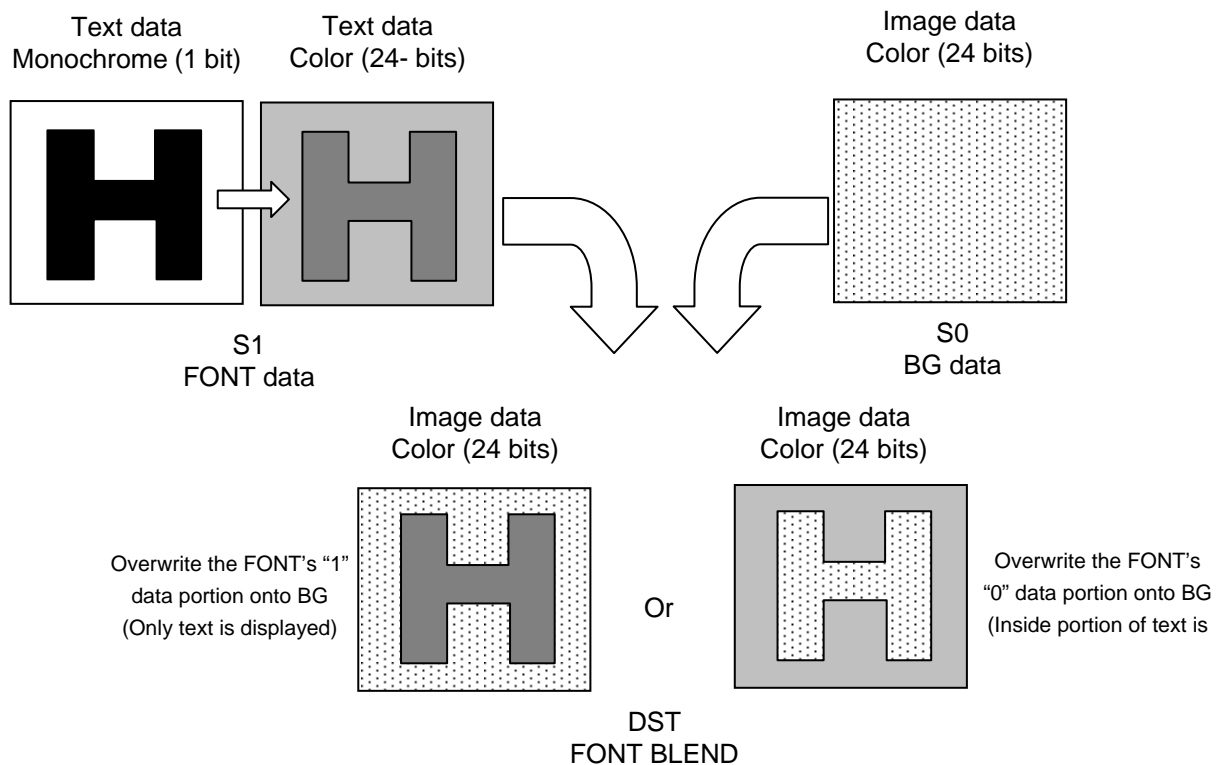 Text data
Monochrome (1 bit)
Text data
Color (24- bits)
Image data
Color (24 bits)
H
H
S1
FONT data
S0
BG data
Image data
Color (24 bits)
Image data
Color (24 bits)
Overwrite the FONT's “1”
data portion onto BG
(Only text is displayed)
H
Or
H
Overwrite the FONT's
“0” data portion onto BG
(Inside portion of text is
DST
FONT BLEND